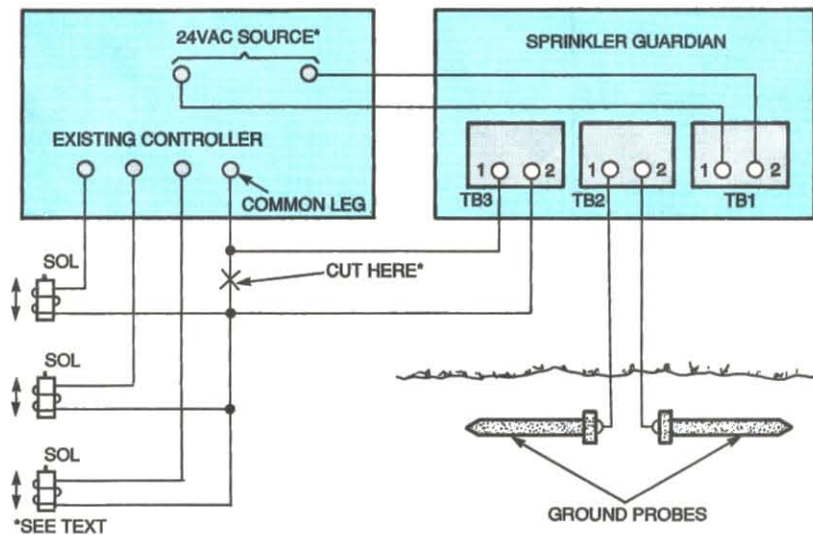 24VAC SOURCE*
SPRINKLER GUARDIAN
EXISTING CONTROLLER
1 2
1 2
1 2
TB3
TB2
TB1
COMMON LEG
SOL
CUT HERE*
SOL
SOL
*SEE TEXT
GROUND PROBES